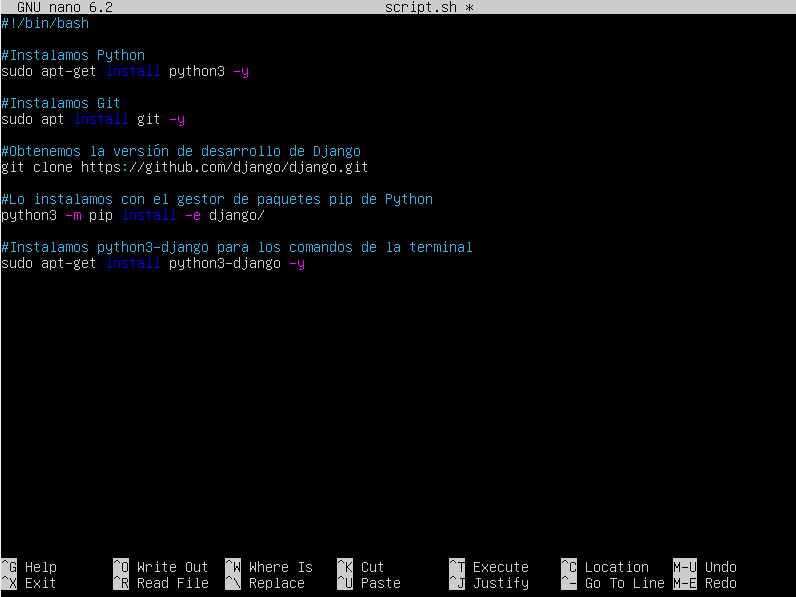 GNU nano 6.2 script.sh *
#!/bin/bash
#Instalamos Python
sudo apt-get install python3 -y
#Instalamos Git
sudo apt install git -y
#Obtenemos la versión de desarrollo de Django
git clone https://github.com/django/django.git
#Lo instalamos con el gestor de paquetes pip de Python
python3 -m pip install -e django/
#Instalamos python3-django para los comandos de la terminal
sudo apt-get install python3-django -y
^G Help ^O Write Out ^W Where Is ^K Cut ^T Execute ^C Location M-U Undo
^X Exit ^R Read File ^\ Replace ^U Paste ^J Justify ^- Go To Line M-E Redo